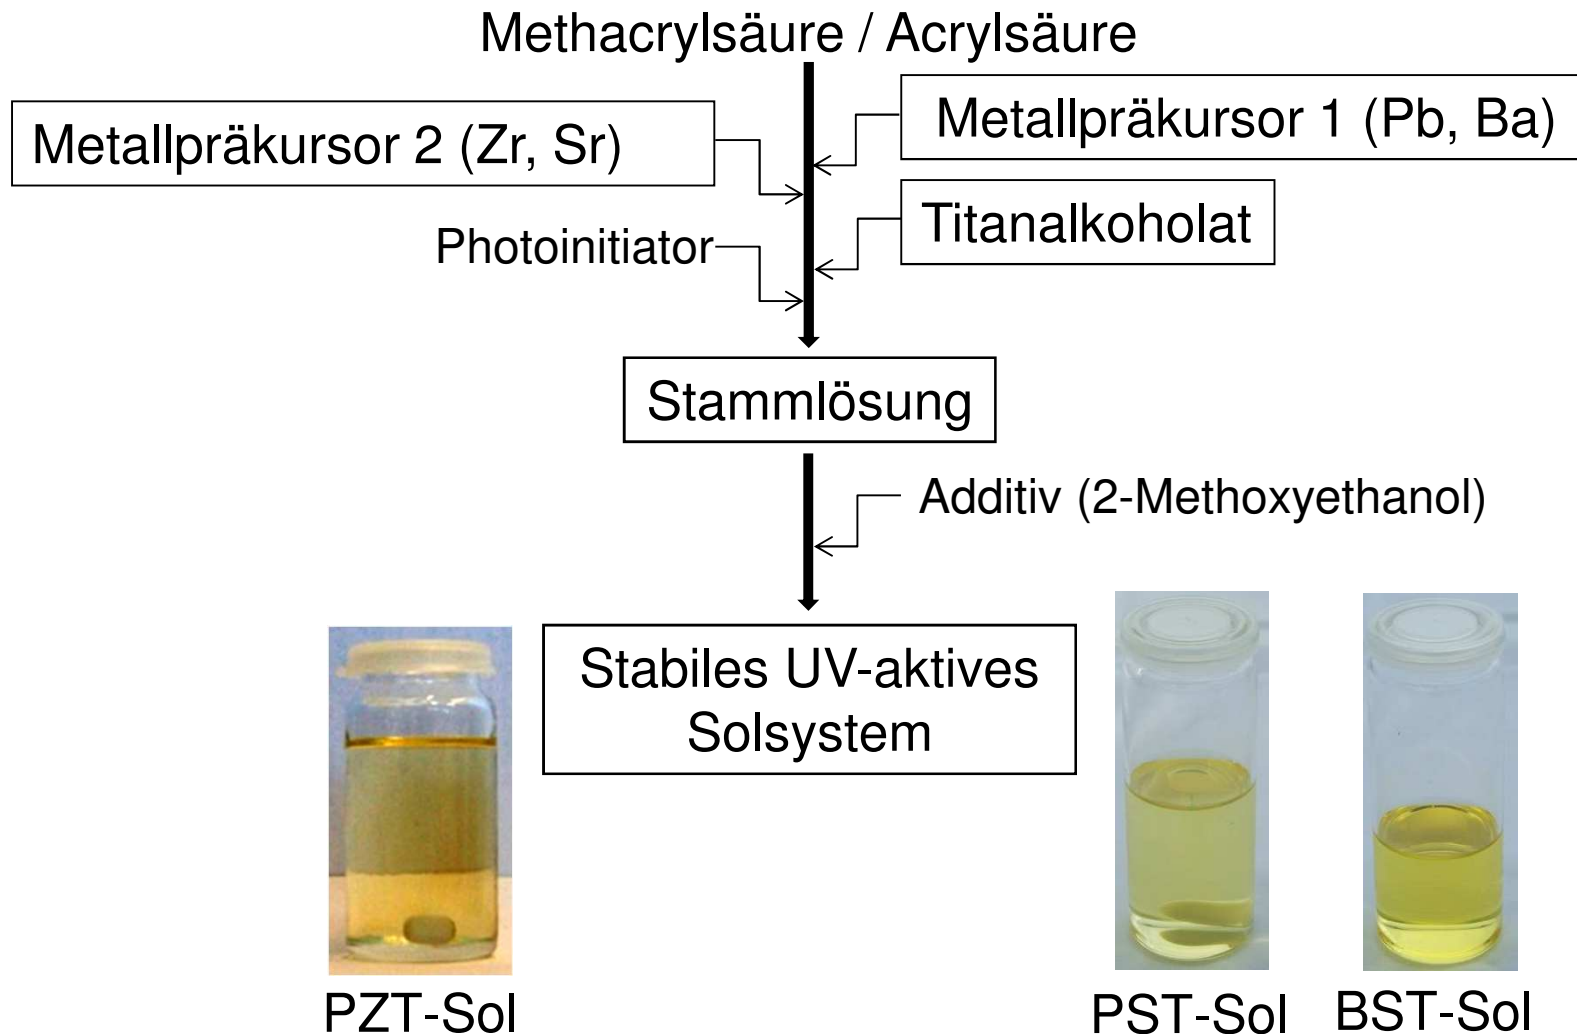 Methacrylsäure / Acrylsäure
Metallpräkursor 1 (Pb, Ba)
Metallpräkursor 2 (Zr, Sr)
Titanalkoholat
Photoinitiator
Stammlösung
Additiv (2-Methoxyethanol)
Stabiles UV-aktives
Solsystem
PZT-Sol
PST-Sol
BST-Sol